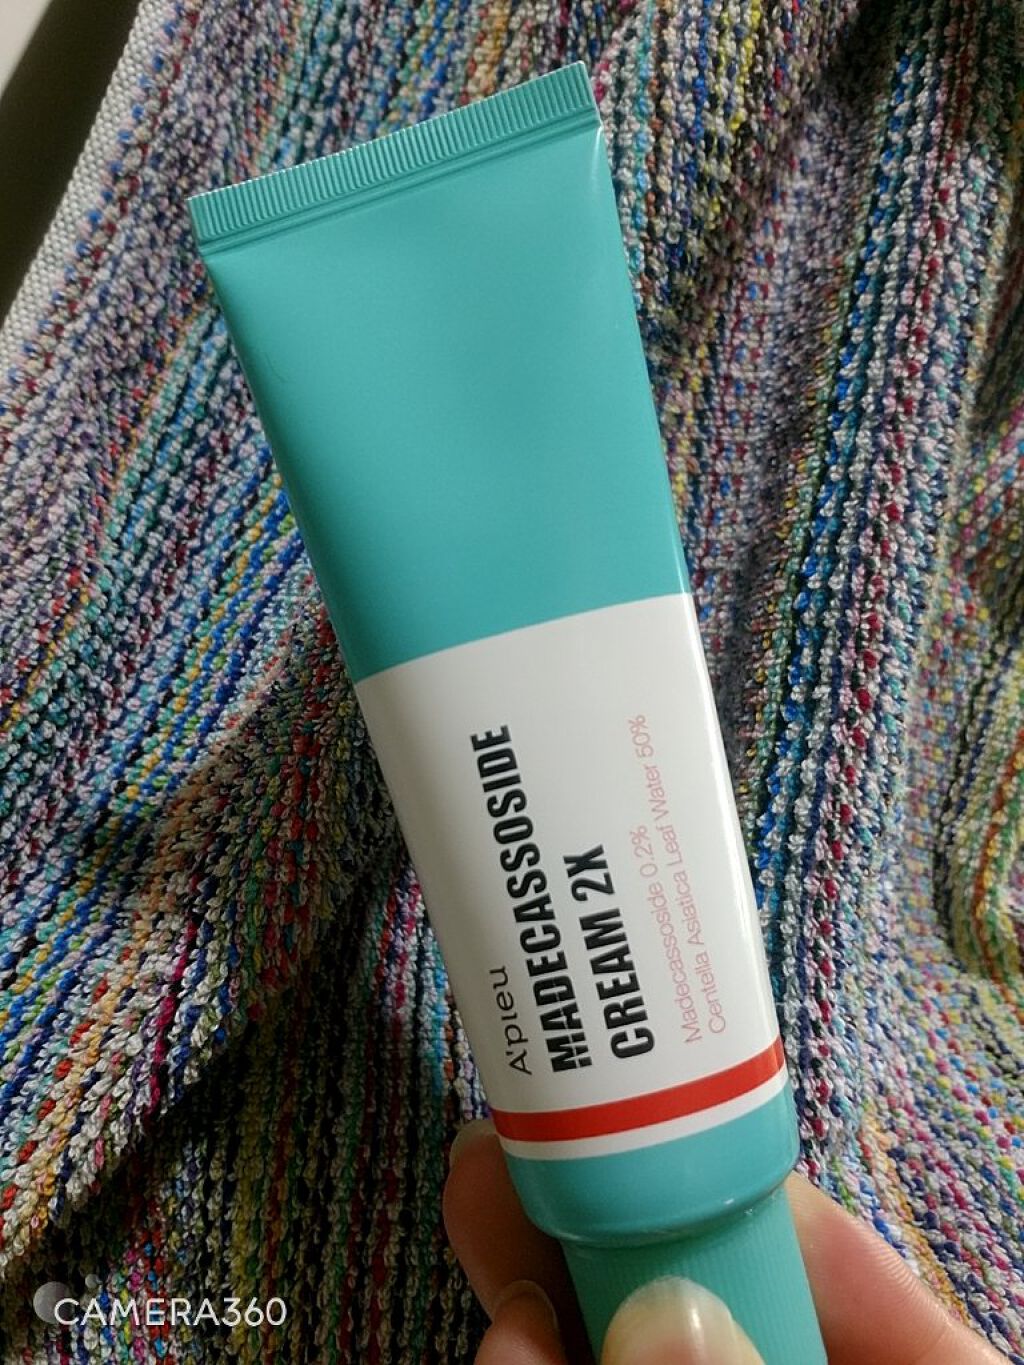 A'pieu
MADECASSOSIDE
CREAM 2X
Madecassoside 0.2%
Centella Asiatica Leaf Water 50%
CAMERA360